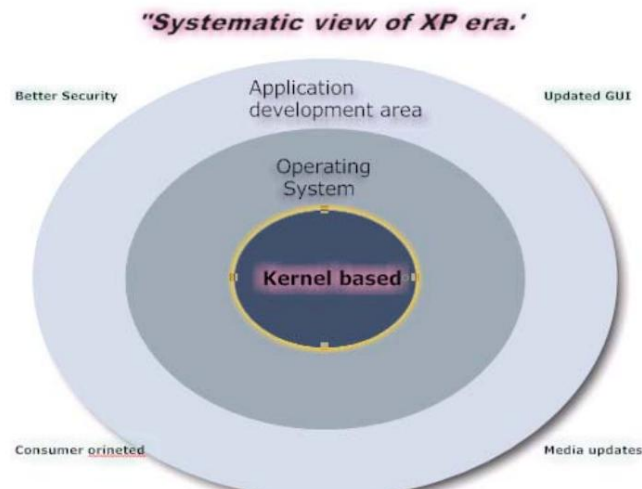 "Systematic view of XP era.'
Better Security
Application
development area
Updated GUI
Operating
System
Kernel based
Consumer orineted
Media updates